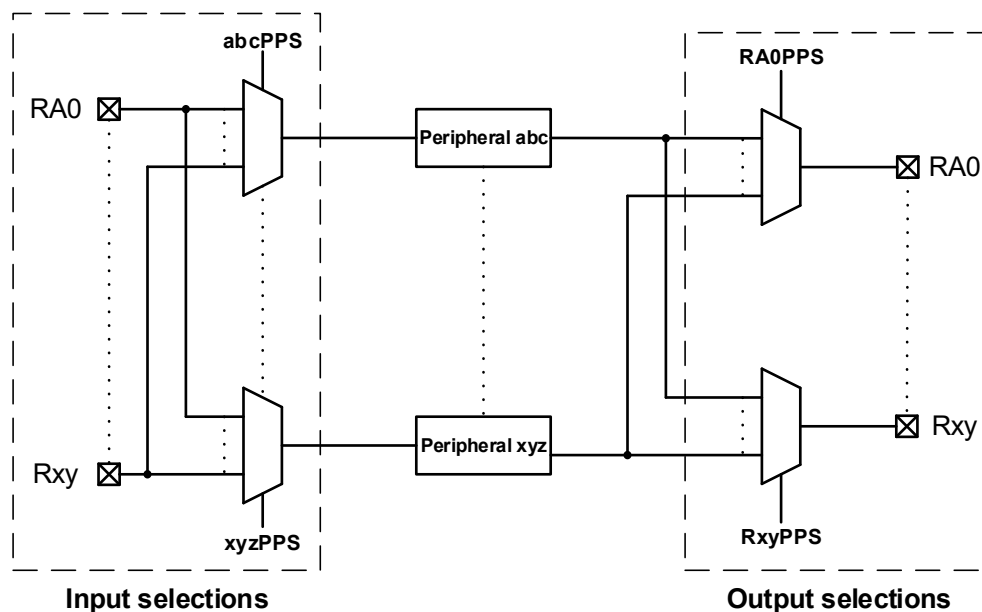 abcPPS
RA0PPS
RA0
Peripheral abc
RA0
Rxy
Peripheral xyz
Rxy
xyzPPS
RxyPPS
Input selections
Output selections